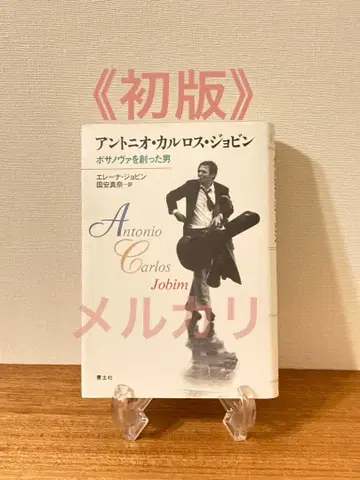 《初版》
アントニオ・カルロス・ジョビン
ボサノヴァを創った男
エレーナ・ジョビン
国安真奈=訳
Antonio
Carlos
Jobim
メルカリ
青土社